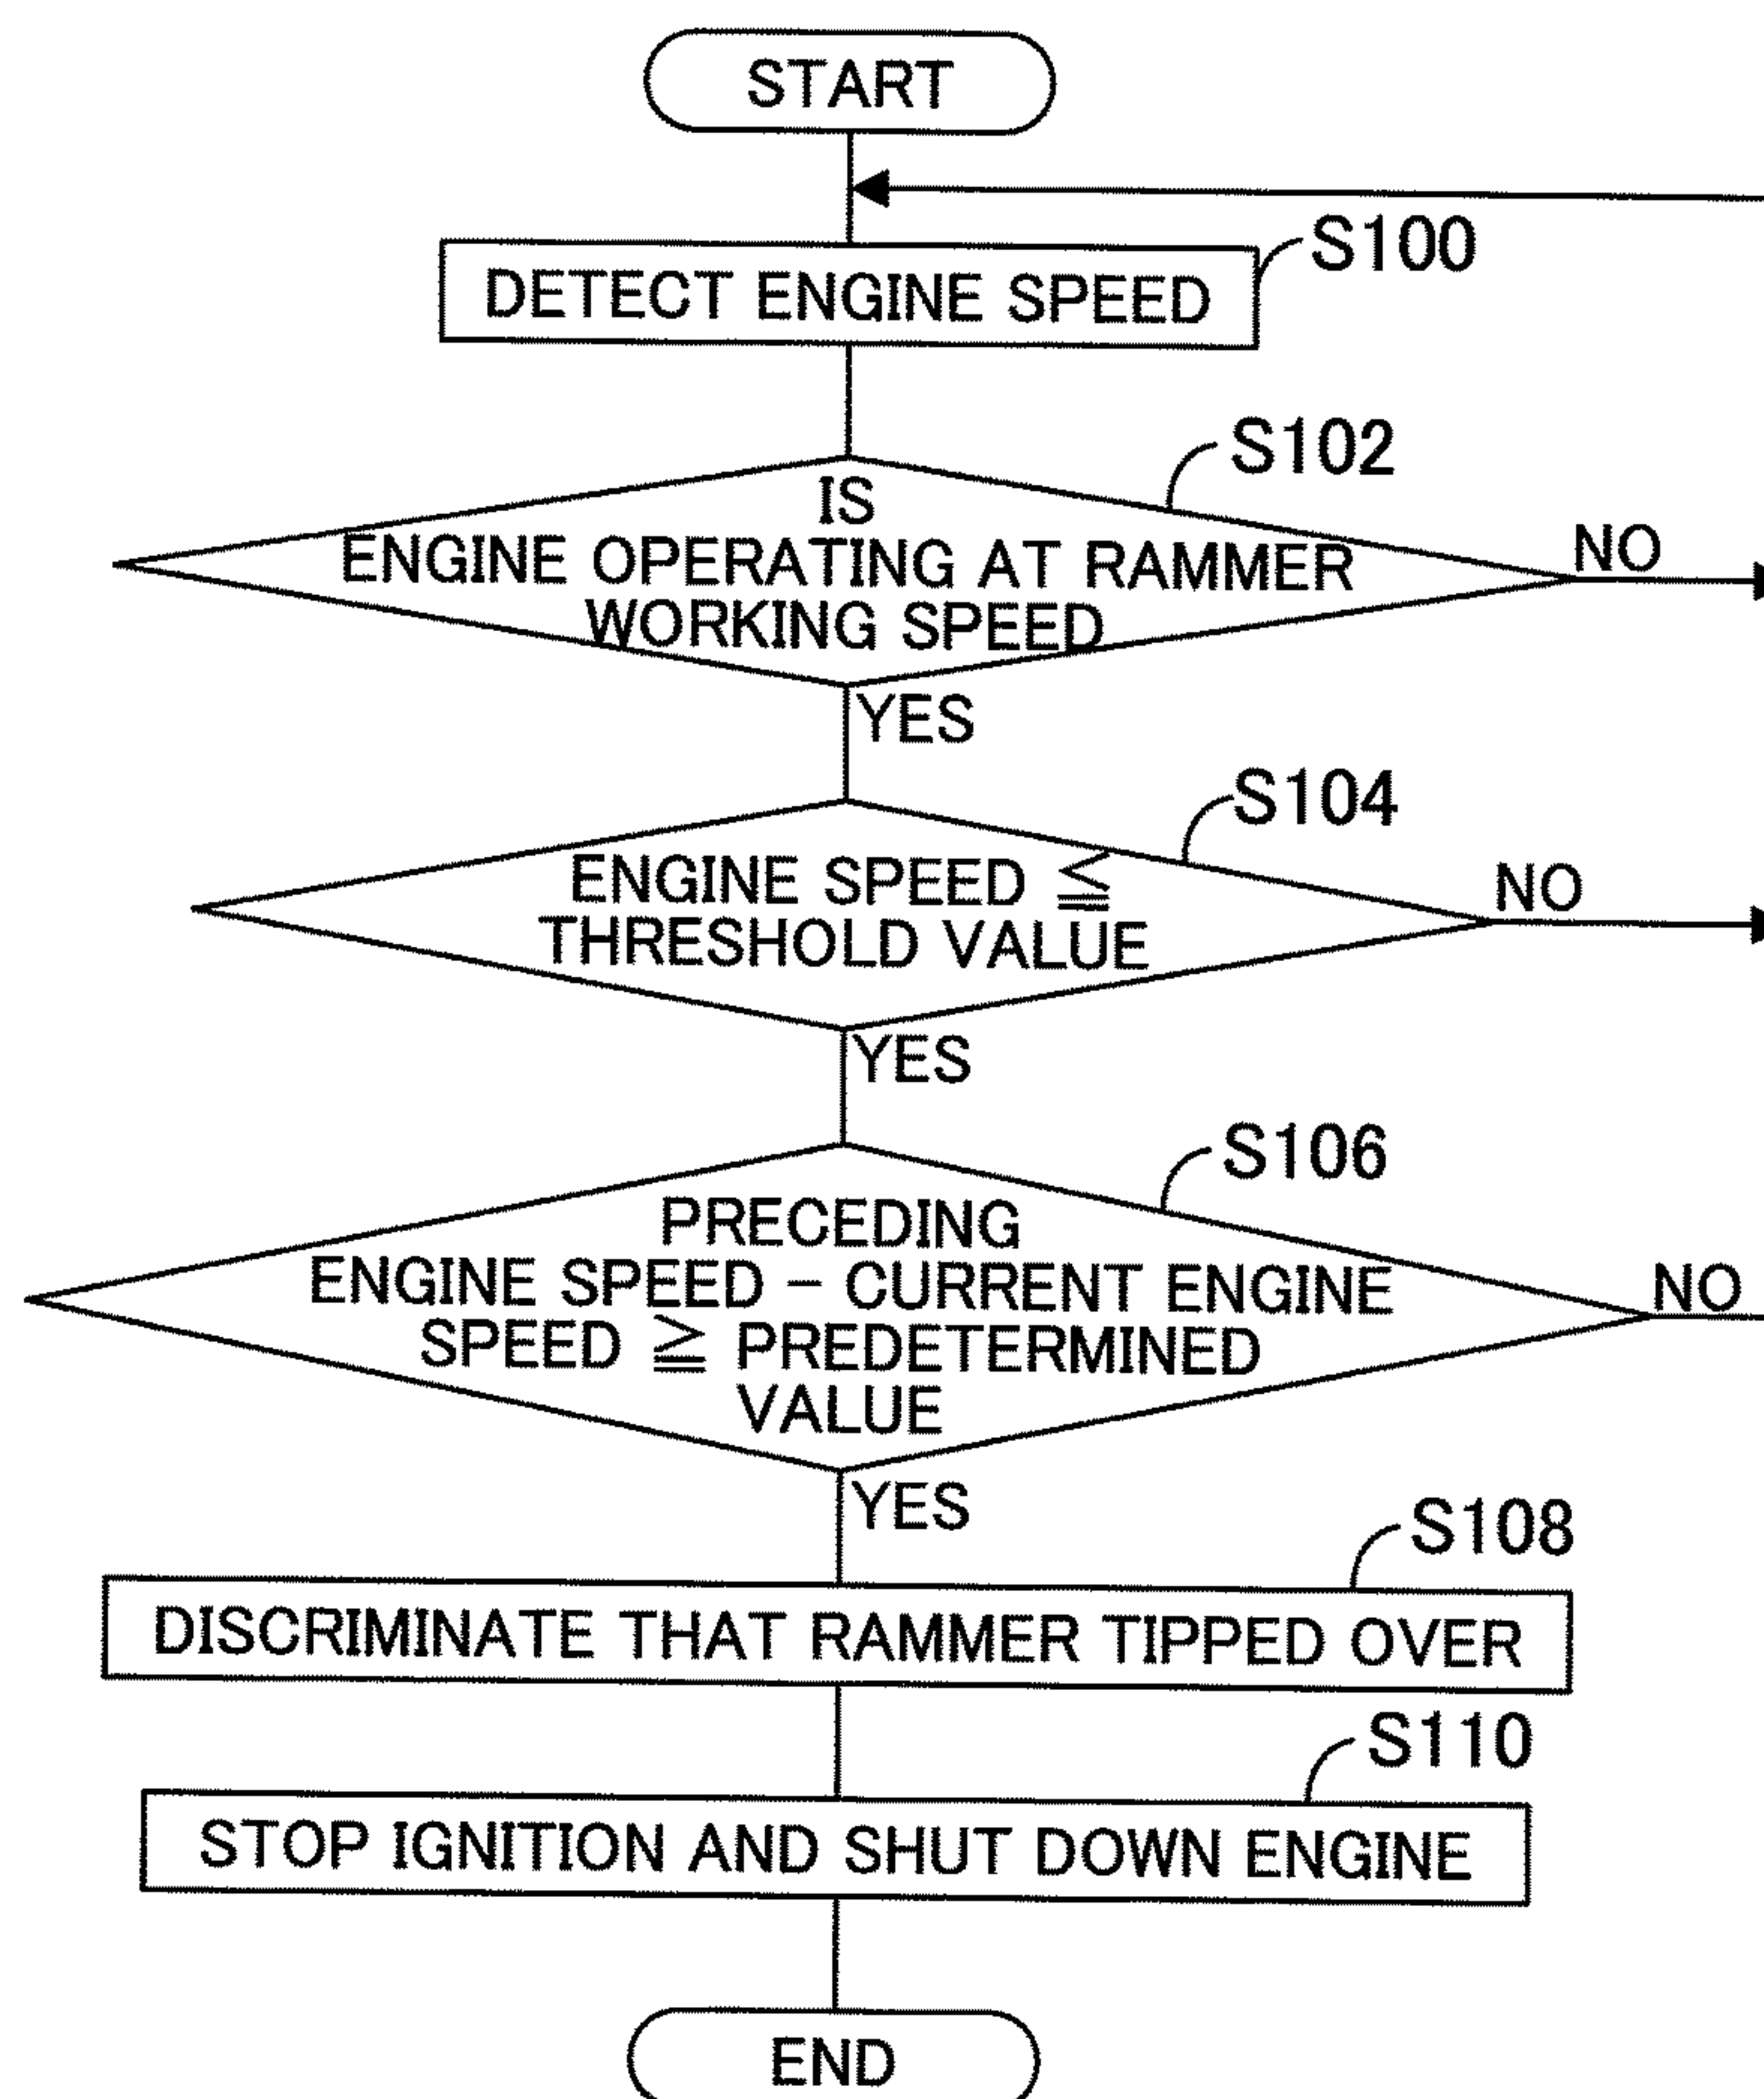 START
S100
DETECT ENGINE SPEED
S102
IS
ENGINE OPERATING AT RAMMER
WORKING SPEED
NO
YES
S104
ENGINE SPEED ≦
THRESHOLD VALUE
NO
YES
S106
PRECEDING
ENGINE SPEED − CURRENT ENGINE
SPEED ≧ PREDETERMINED
VALUE
NO
YES
S108
DISCRIMINATE THAT RAMMER TIPPED OVER
S110
STOP IGNITION AND SHUT DOWN ENGINE
END